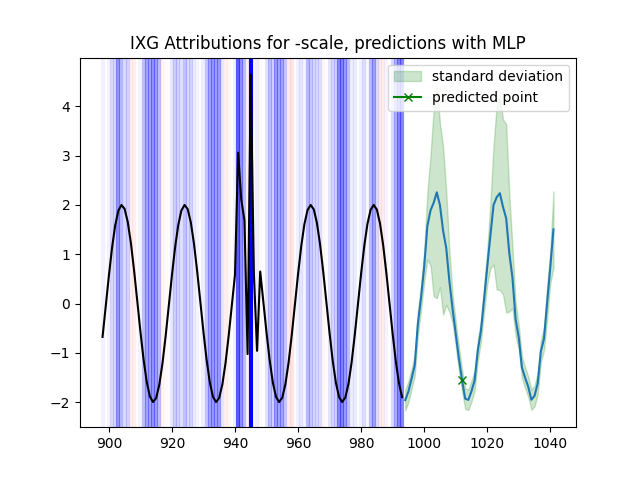 IXG Attributions for -scale, predictions with MLP
standard deviation
predicted point
4
3
2
1
0
−1
−2
900 920 940 960 980 1000 1020 1040